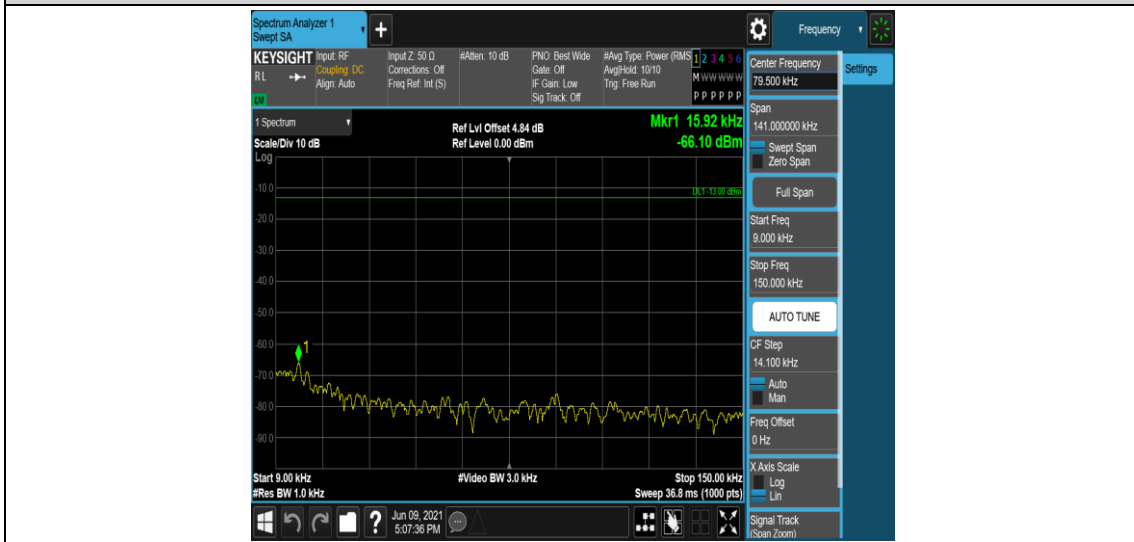 Spectrum Analyzer 1
Swept SA
+
Frequency
KEYSIGHT
RL
Input: RF
Coupling: DC
Align: Auto
Input Z: 50 Ω
Corrections: Off
Freq Ref: Int (S)
#Atten: 10 dB
PNO: Best Wide
Gate: Off
IF Gain: Low
Sig Track: Off
#Avg Type: Power (RMS
Avg|Hold: 10/10
Trig: Free Run
1 2 3 4 5 6
M W W W W W
P P P P P P
1 Spectrum
Scale/Div 10 dB
Log
Ref Lvl Offset 4.84 dB
Ref Level 0.00 dBm
Mkr1 15.92 kHz
-66.10 dBm
DL1 -13.00 dBm
-10.0
-20.0
-30.0
-40.0
-50.0
-60.0
-70.0
-80.0
-90.0
1
Start 9.00 kHz
#Res BW 1.0 kHz
#Video BW 3.0 kHz
Stop 150.00 kHz
Sweep 36.8 ms (1000 pts)
Center Frequency
79.500 kHz
Settings
Span
141.000000 kHz
Swept Span
Zero Span
Full Span
Start Freq
9.000 kHz
Stop Freq
150.000 kHz
AUTO TUNE
CF Step
14.100 kHz
Auto
Man
Freq Offset
0 Hz
X Axis Scale
Log
Lin
Signal Track
(Span Zoom)
?
Jun 09, 2021
5:07:36 PM